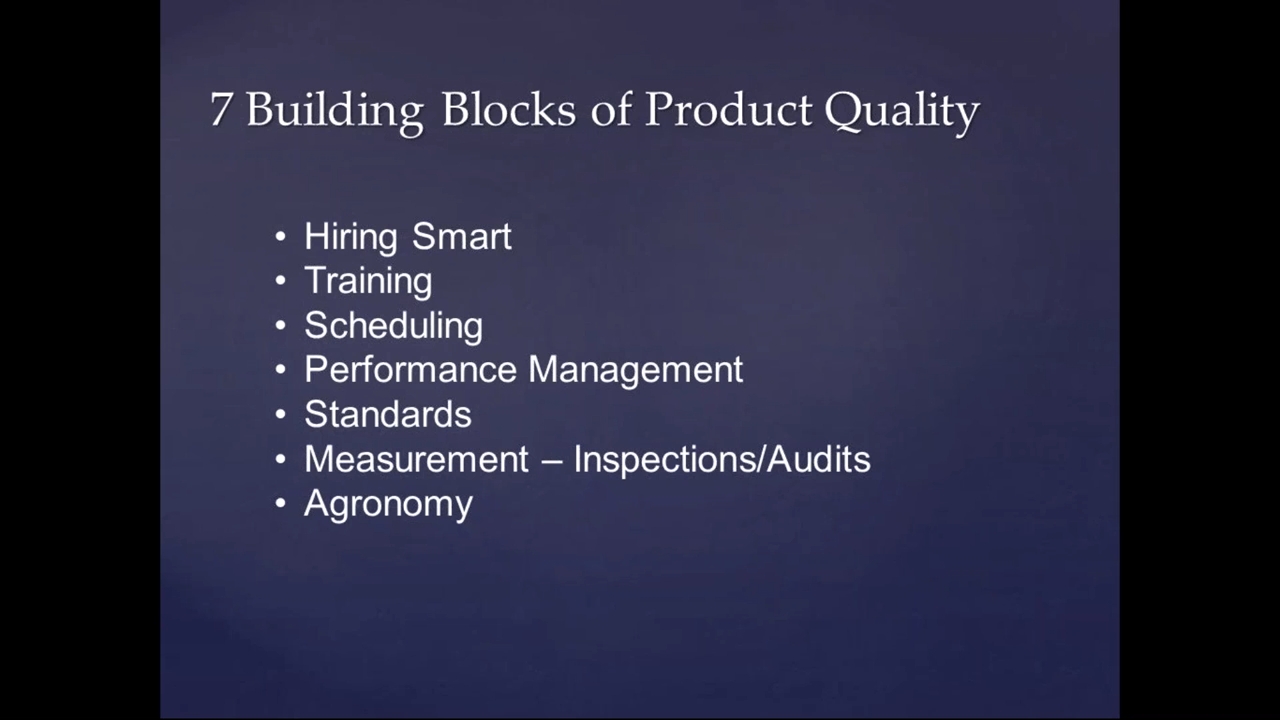 7 Building Blocks of Product Quality
• Hiring Smart
• Training
• Scheduling
• Performance Management
• Standards
• Measurement – Inspections/Audits
• Agronomy